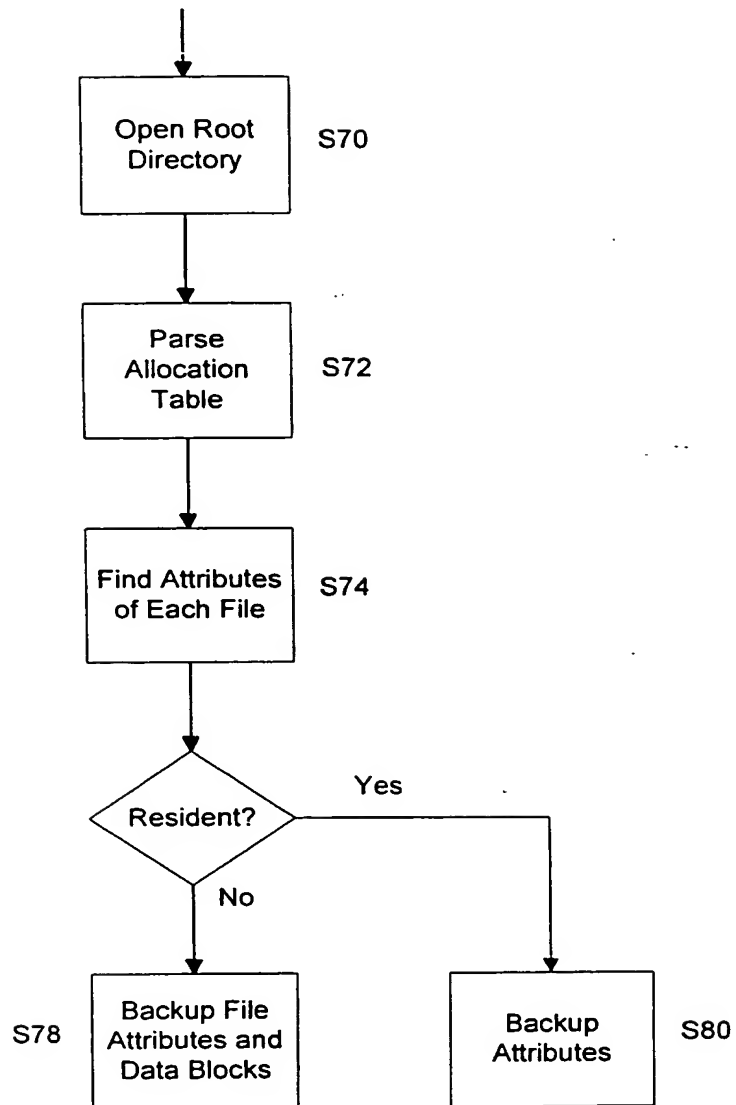 Open Root
Directory
S70
Parse
Allocation
Table
S72
Find Attributes
of Each File
S74
Resident?
Yes
No
S78
Backup File
Attributes and
Data Blocks
Backup
Attributes
S80